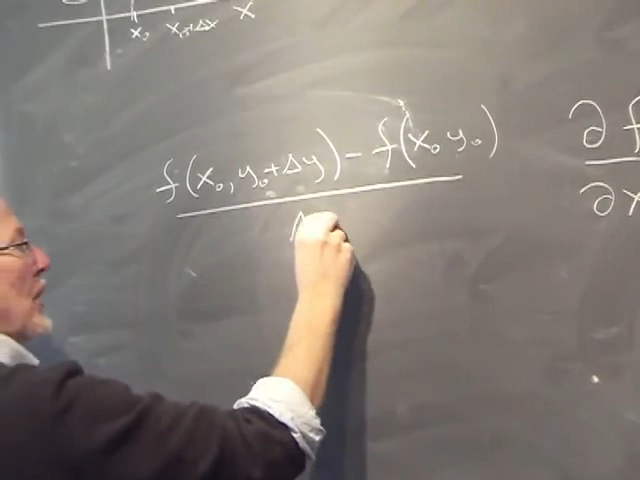 x₀ x₀+Δx x
f(x₀, y₀+Δy) - f(x₀ y₀)
∂f
∂x